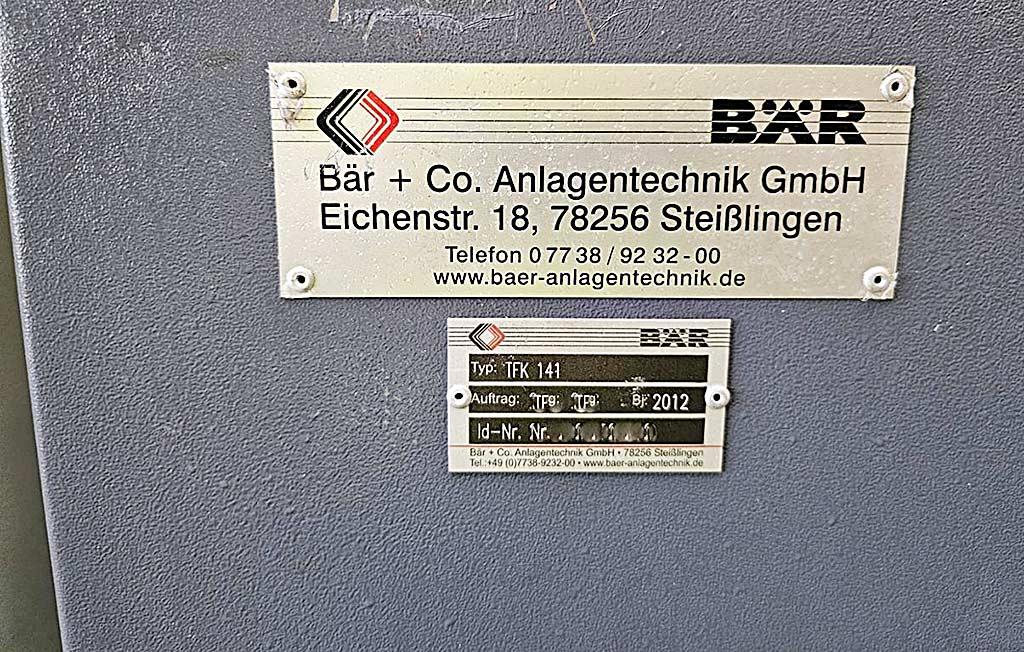 BÄR
Bär + Co. Anlagentechnik GmbH
Eichenstr. 18, 78256 Steißlingen
Telefon 0 77 38 / 92 32 - 00
www.baer-anlagentechnik.de
BÄR
Typ: TFK 141
Auftrag: Bj: 2012
Id-Nr.
Bär + Co. Anlagentechnik GmbH • 78256 Steißlingen
Tel.:+49 (0)7738-9232-00 • www.baer-anlagentechnik.de